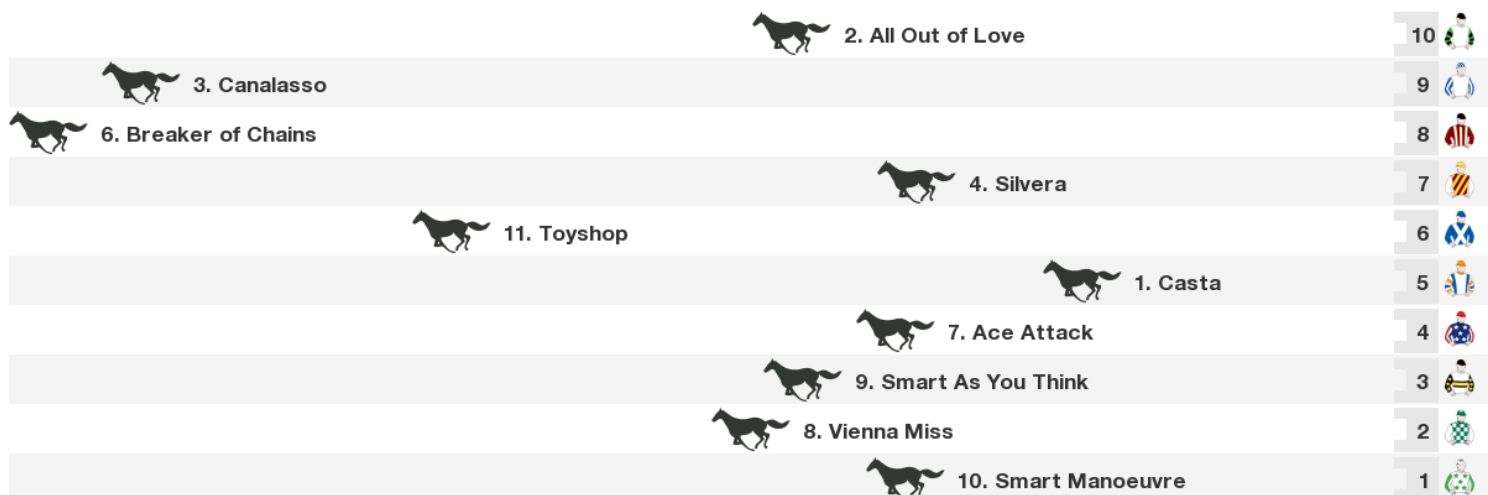 2. All Out of Love 10
3. Canalasso 9
6. Breaker of Chains 8
4. Silvera 7
11. Toyshop 6
1. Casta 5
7. Ace Attack 4
9. Smart As You Think 3
8. Vienna Miss 2
10. Smart Manoeuvre 1